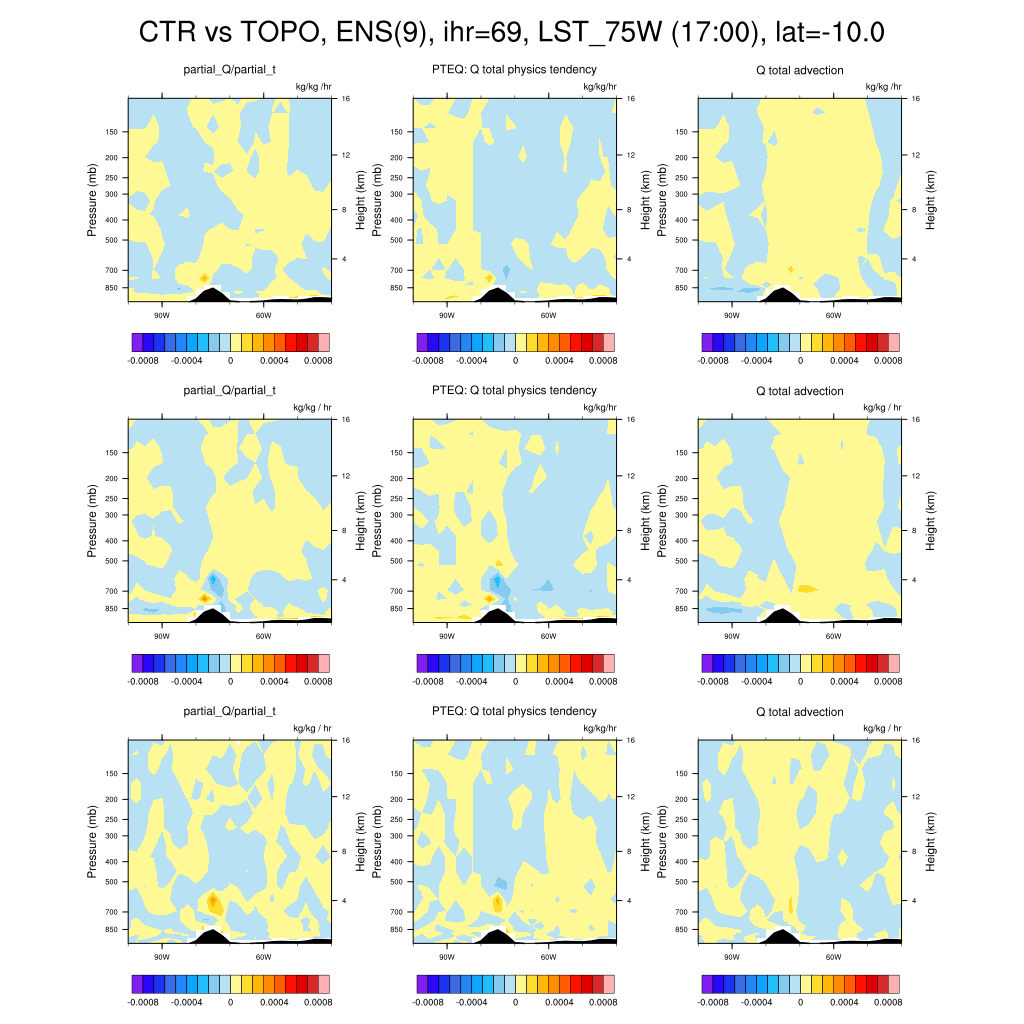 CTR vs TOPO, ENS(9), ihr=69, LST_75W (17:00), lat=-10.0
partial_Q/partial_t
kg/kg /hr
Pressure (mb)
150
200
250
300
400
500
700
850
16
12
8
4
Height (km)
90W 60W
-0.0008 -0.0004 0 0.0004 0.0008
PTEQ: Q total physics tendency
kg/kg/hr
Pressure (mb)
150
200
250
300
400
500
700
850
16
12
8
4
Height (km)
90W 60W
-0.0008 -0.0004 0 0.0004 0.0008
Q total advection
kg/kg /hr
Pressure (mb)
150
200
250
300
400
500
700
850
16
12
8
4
Height (km)
90W 60W
-0.0008 -0.0004 0 0.0004 0.0008
partial_Q/partial_t
kg/kg / hr
Pressure (mb)
150
200
250
300
400
500
700
850
16
12
8
4
Height (km)
90W 60W
-0.0008 -0.0004 0 0.0004 0.0008
PTEQ: Q total physics tendency
kg/kg/hr
Pressure (mb)
150
200
250
300
400
500
700
850
16
12
8
4
Height (km)
90W 60W
-0.0008 -0.0004 0 0.0004 0.0008
Q total advection
kg/kg / hr
Pressure (mb)
150
200
250
300
400
500
700
850
16
12
8
4
Height (km)
90W 60W
-0.0008 -0.0004 0 0.0004 0.0008
partial_Q/partial_t
kg/kg / hr
Pressure (mb)
150
200
250
300
400
500
700
850
16
12
8
4
Height (km)
90W 60W
-0.0008 -0.0004 0 0.0004 0.0008
PTEQ: Q total physics tendency
kg/kg/hr
Pressure (mb)
150
200
250
300
400
500
700
850
16
12
8
4
Height (km)
90W 60W
-0.0008 -0.0004 0 0.0004 0.0008
Q total advection
kg/kg / hr
Pressure (mb)
150
200
250
300
400
500
700
850
16
12
8
4
Height (km)
90W 60W
-0.0008 -0.0004 0 0.0004 0.0008